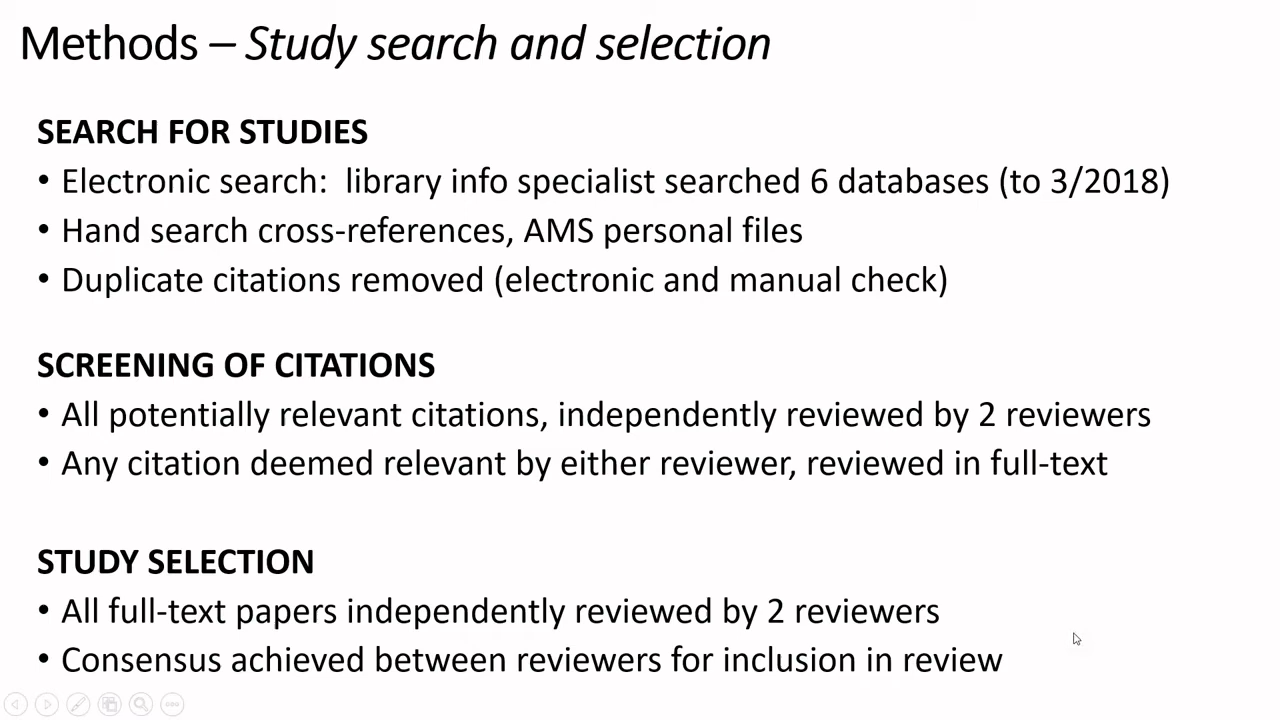 Methods – Study search and selection
SEARCH FOR STUDIES
• Electronic search:  library info specialist searched 6 databases (to 3/2018)
• Hand search cross-references, AMS personal files
• Duplicate citations removed (electronic and manual check)
SCREENING OF CITATIONS
• All potentially relevant citations, independently reviewed by 2 reviewers
• Any citation deemed relevant by either reviewer, reviewed in full-text
STUDY SELECTION
• All full-text papers independently reviewed by 2 reviewers
• Consensus achieved between reviewers for inclusion in review